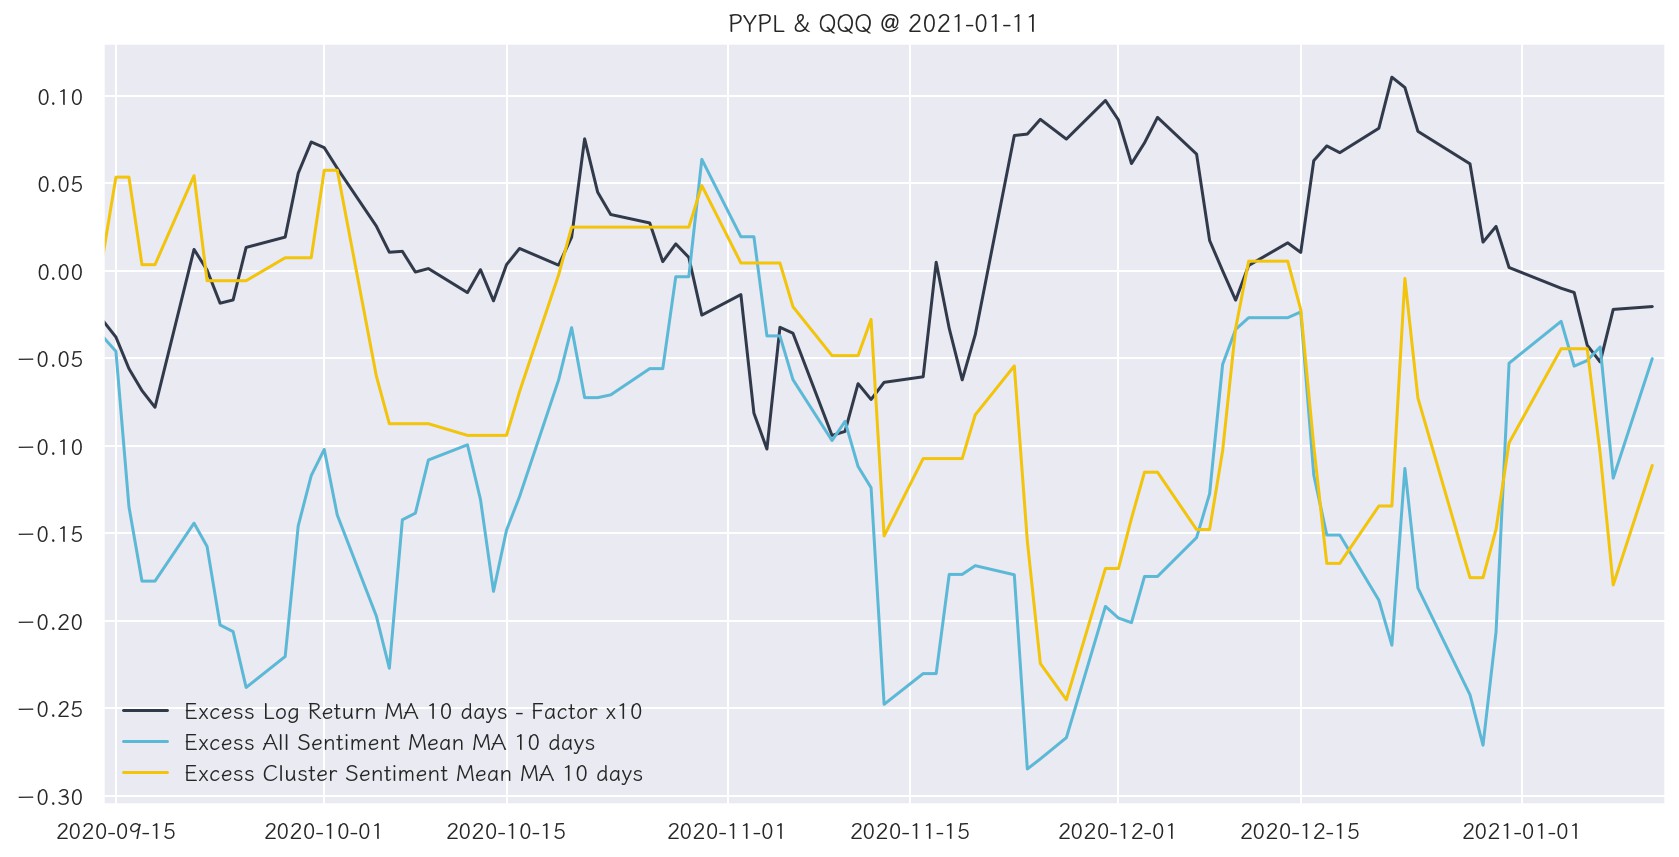 PYPL & QQQ @ 2021-01-11
0.10
0.05
0.00
−0.05
−0.10
−0.15
−0.20
−0.25
−0.30
Excess Log Return MA 10 days - Factor x10
Excess All Sentiment Mean MA 10 days
Excess Cluster Sentiment Mean MA 10 days
2020-09-15 2020-10-01 2020-10-15 2020-11-01 2020-11-15 2020-12-01 2020-12-15 2021-01-01